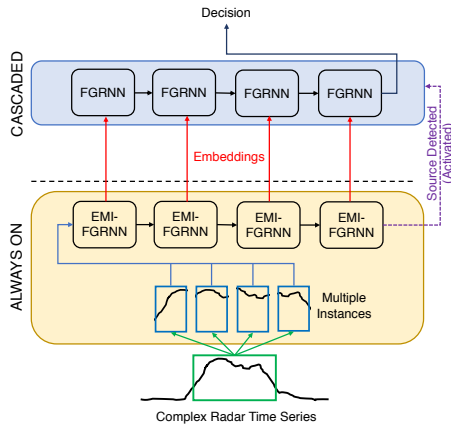 Decision
CASCADED
FGRNN
FGRNN
FGRNN
FGRNN
Embeddings
Source Detected
(Activated)
ALWAYS ON
EMI-
FGRNN
EMI-
FGRNN
EMI-
FGRNN
EMI-
FGRNN
Multiple
Instances
Complex Radar Time Series